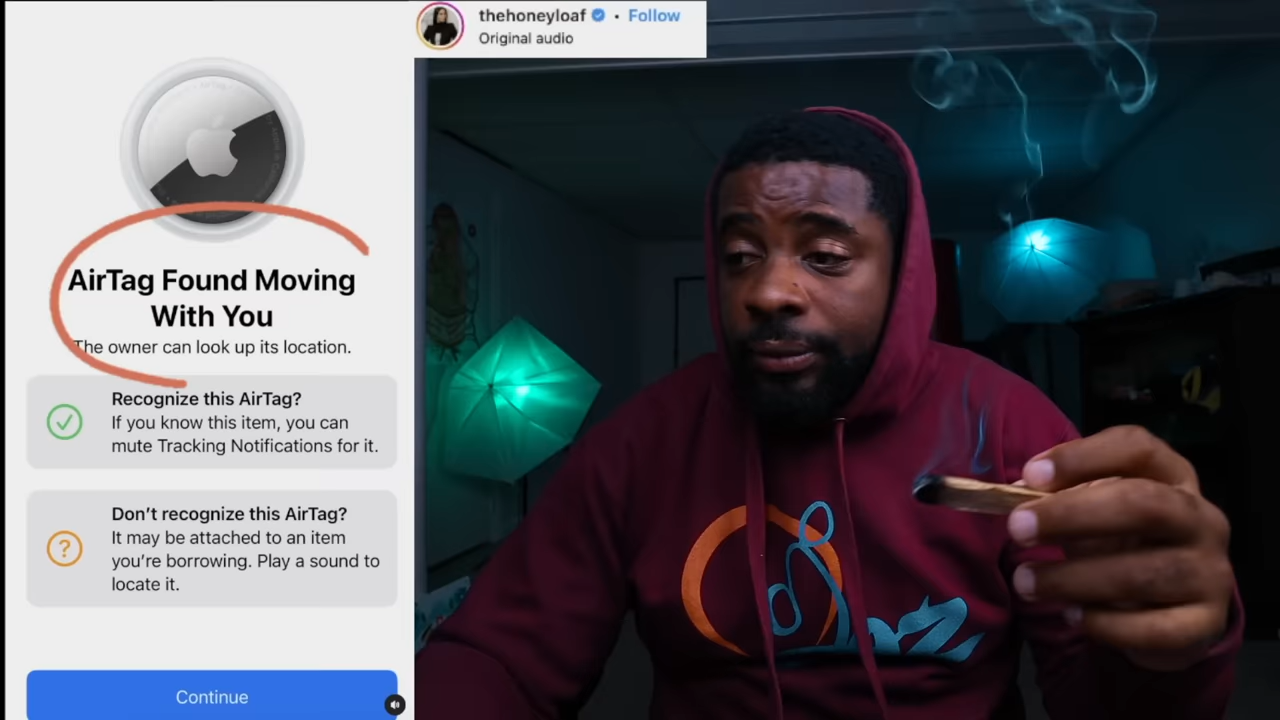 thehoneyloaf • Follow
Original audio
AirTag Found Moving
With You
The owner can look up its location.
Recognize this AirTag?
If you know this item, you can
mute Tracking Notifications for it.
Don't recognize this AirTag?
It may be attached to an item
you're borrowing. Play a sound to
locate it.
Continue